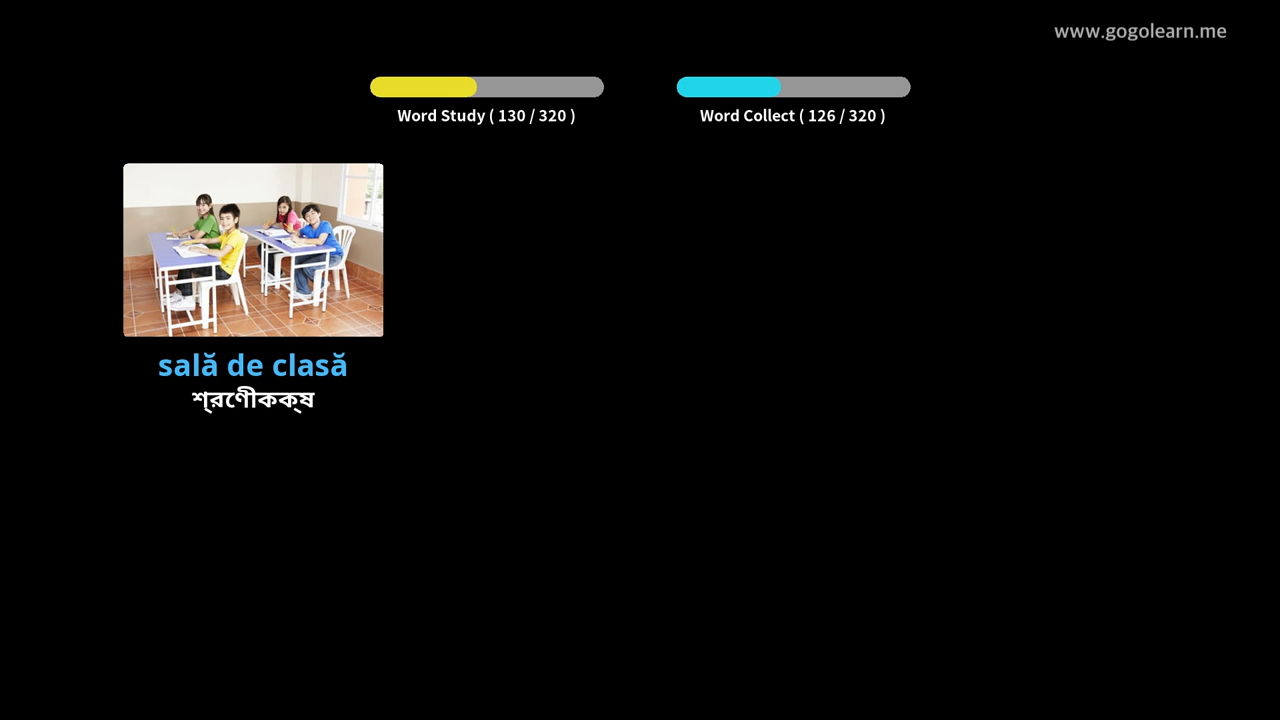 www.gogolearn.me
Word Study ( 130 / 320 )
Word Collect ( 126 / 320 )
sală de clasă
শ্রেণীকক্ষ